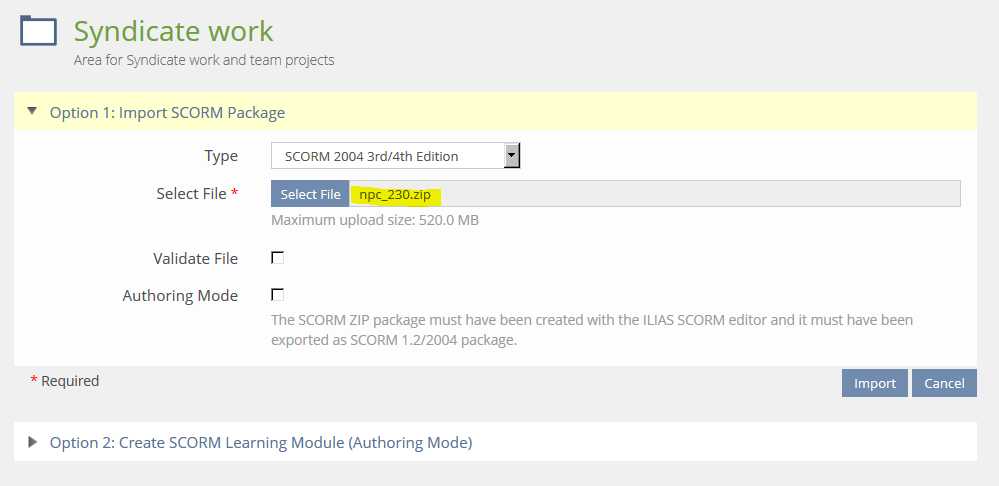 Syndicate work
Area for Syndicate work and team projects
Option 1: Import SCORM Package
Type
SCORM 2004 3rd/4th Edition
Select File *
Select File
npc_230.zip
Maximum upload size: 520.0 MB
Validate File
Authoring Mode
The SCORM ZIP package must have been created with the ILIAS SCORM editor and it must have been
exported as SCORM 1.2/2004 package.
* Required
Import
Cancel
Option 2: Create SCORM Learning Module (Authoring Mode)